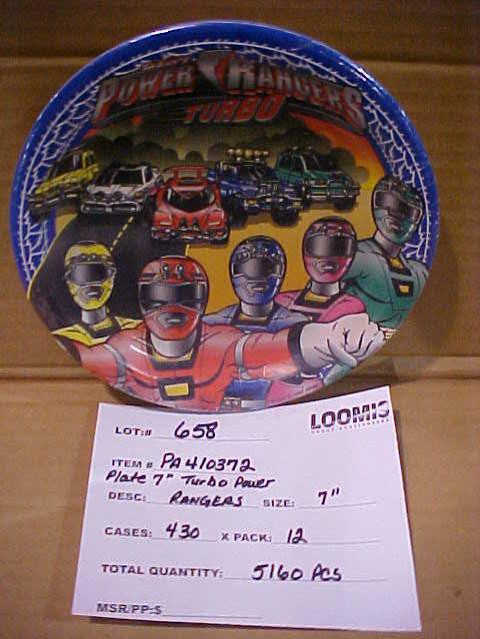 POWER RANGERS
TURBO
LOOMIS
LOT:# 658
ITEM # PA410372
Plate 7" Turbo Power
DESC: RANGERS SIZE: 7"
CASES: 430 X PACK: 12
TOTAL QUANTITY: 5160 PCS
MSR/PP:$